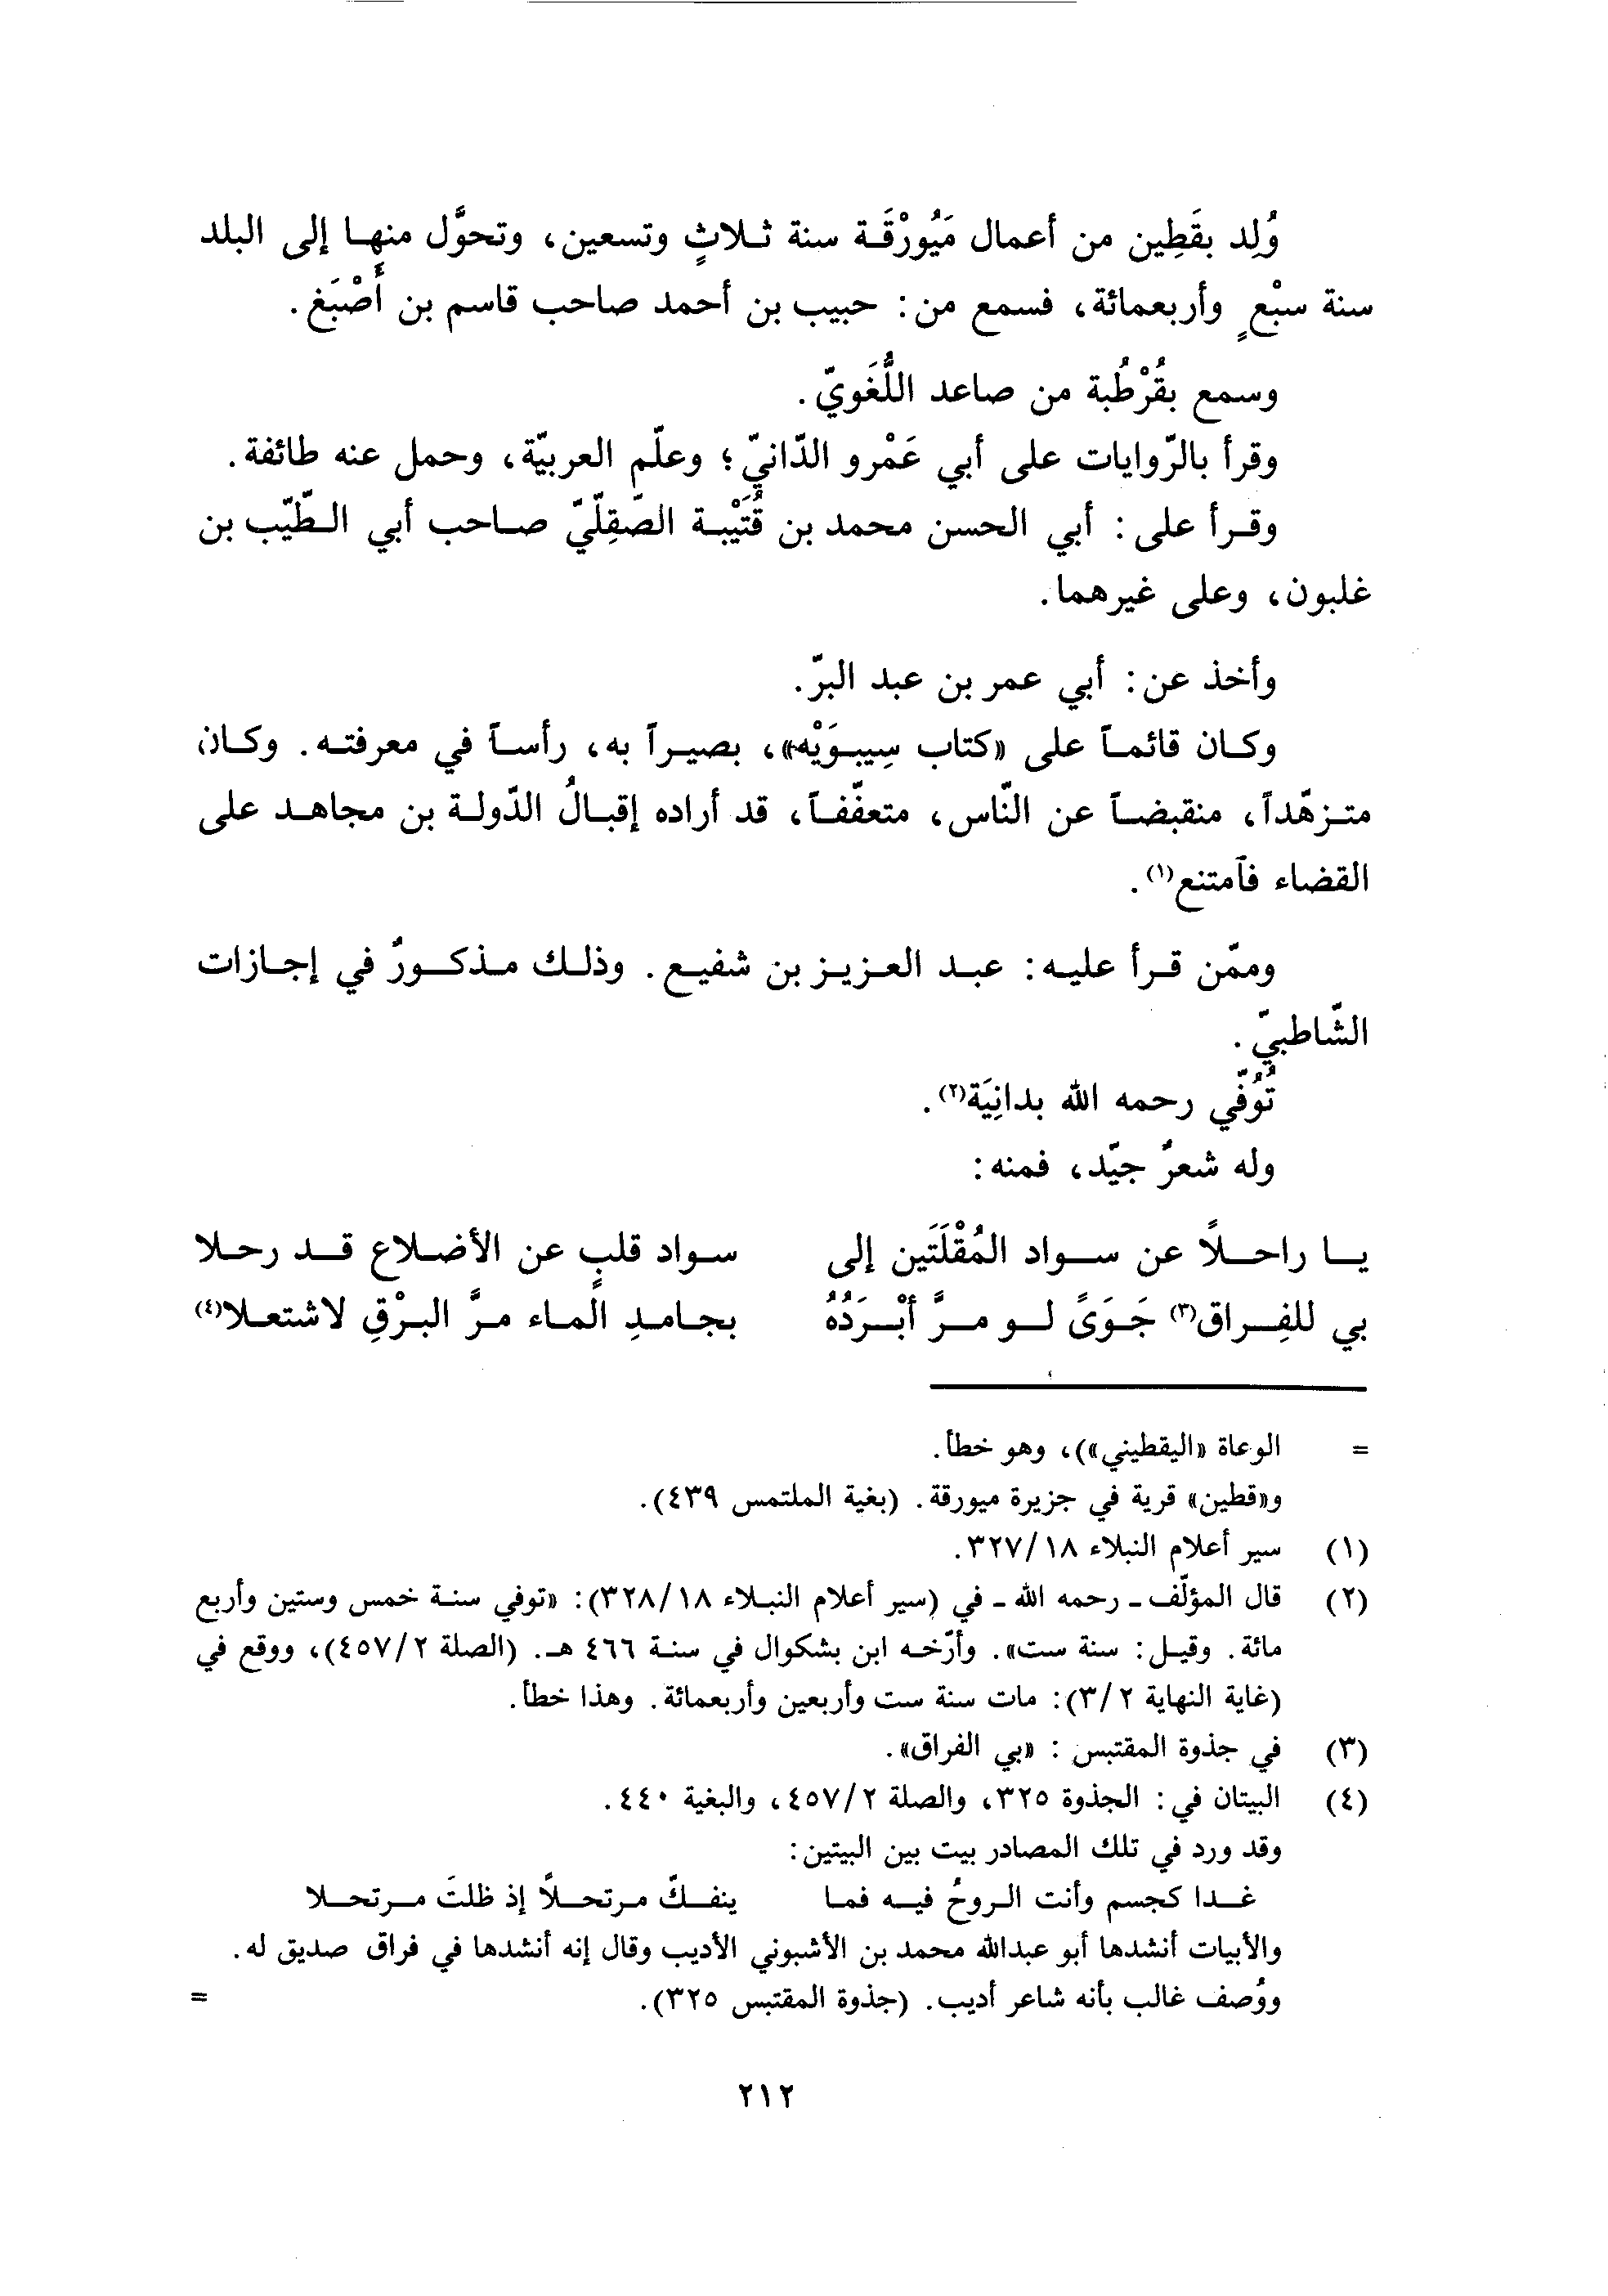 وُلِد بقَطِين من أعمال مَيُورْقَة سنة ثلاثٍ وتسعين، وتحوَّل منها إلى البلد
سنة سبْعٍ وأربعمائة، فسمع من: حبيب بن أحمد صاحب قاسم بن أَصْبَغ.
وسمع بقُرْطُبة من صاعد اللُّغَويّ.
وقرأ بالرّوايات على أبي عَمْرو الدّانيّ؛ وعلّم العربيّة، وحمل عنه طائفة.
وقرأ على: أبي الحسن محمد بن قُتَيْبة الصّقِلّيّ صاحب أبي الطّيّب بن
غلبون، وعلى غيرهما.
وأخذ عن: أبي عمر بن عبد البرّ.
وكان قائماً على «كتاب سِيبوَيْه»، بصيراً به، رأساً في معرفته. وكان
متزهّداً، منقبضاً عن النّاس، متعفّفاً، قد أراده إقبالُ الدّولة بن مجاهد على
القضاء فآمتنع(١).
وممّن قرأ عليه: عبد العزيز بن شفيع. وذلك مذكورٌ في إجازات
الشّاطبيّ.
تُوُفّي رحمه الله بدانِيَة(٢).
وله شعرٌ جيّد، فمنه:
يا راحلاً عن سواد المُقْلَتَين إلى سواد قلبٍ عن الأضلاع قد رحلا
بي للفِراق(٣) جَوَىً لو مرَّ أبْرَدُهُ بجامدِ الماء مرَّ البرْقِ لاشتعلا(٤)
= الوعاة «اليقطيني»)، وهو خطأ.
و«قطين» قرية في جزيرة ميورقة. (بغية الملتمس ٤٣٩).
(١) سير أعلام النبلاء ٣٢٧/١٨.
(٢) قال المؤلّف ـ رحمه الله ـ في (سير أعلام النبلاء ٣٢٨/١٨): «توفي سنة خمس وستين وأربع
مائة. وقيل: سنة ست». وأرّخه ابن بشكوال في سنة ٤٦٦ هـ. (الصلة ٤٥٧/٢)، ووقع في
(غاية النهاية ٣/٢): مات سنة ست وأربعين وأربعمائة. وهذا خطأ.
(٣) في جذوة المقتبس: «بي الفراق».
(٤) البيتان في: الجذوة ٣٢٥، والصلة ٤٥٧/٢، والبغية ٤٤٠.
وقد ورد في تلك المصادر بيت بين البيتين:
غدا كجسم وأنت الروحُ فيه فما ينفكّ مرتحلاً إذ ظلتَ مرتحلا
والأبيات أنشدها أبو عبدالله محمد بن الأشبوني الأديب وقال إنه أنشدها في فراق صديق له.
ووُصف غالب بأنه شاعر أديب. (جذوة المقتبس ٣٢٥). =
٢١٢